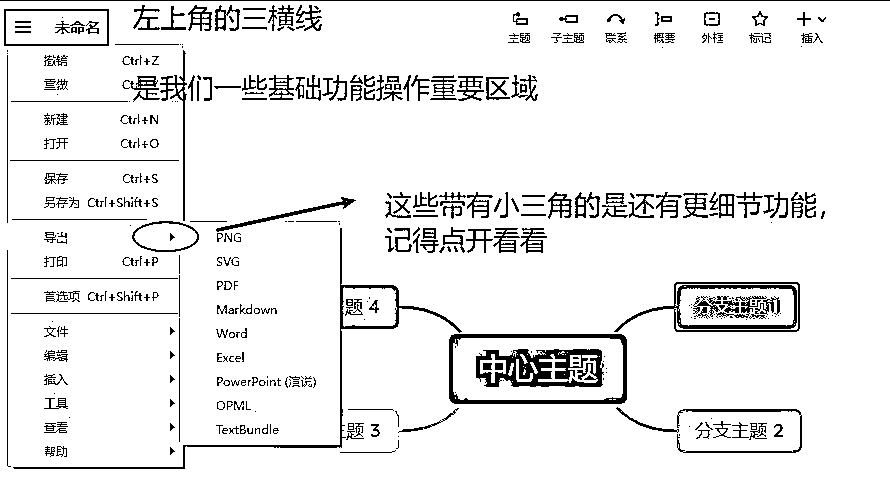 未命名
左上角的三横线
主题 子主题 联系 概要 外框 标记 插入
撤销 Ctrl+Z
重做
是我们一些基础功能操作重要区域
新建 Ctrl+N
打开 Ctrl+O
保存 Ctrl+S
另存为 Ctrl+Shift+S
这些带有小三角的是还有更细节功能，
记得点开看看
导出
打印 Ctrl+P
首选项 Ctrl+Shift+P
文件
编辑
插入
工具
查看
帮助
PNG
SVG
PDF
Markdown
Word
Excel
PowerPoint (演说)
OPML
TextBundle
题 4
分支主题 1
中心主题
主题 3
分支主题 2